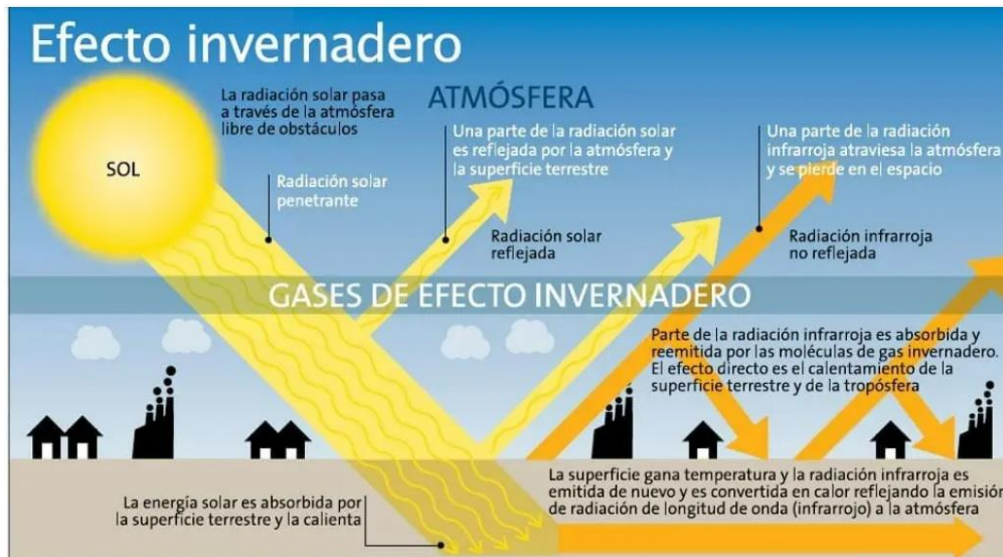 Efecto invernadero
SOL
La radiación solar pasa
a través de la atmósfera
libre de obstáculos
ATMÓSFERA
Radiación solar
penetrante
Una parte de la radiación solar
es reflejada por la atmósfera y
la superficie terrestre
Radiación solar
reflejada
Una parte de la radiación
infrarroja atraviesa la atmósfera
y se pierde en el espacio
Radiación infrarroja
no reflejada
GASES DE EFECTO INVERNADERO
Parte de la radiación infrarroja es absorbida y
reemitida por las moléculas de gas invernadero.
El efecto directo es el calentamiento de la
superficie terrestre y de la tropósfera
La energía solar es absorbida por
la superficie terrestre y la calienta
La superficie gana temperatura y la radiación infrarroja es
emitida de nuevo y es convertida en calor reflejando la emisión
de radiación de longitud de onda (infrarrojo) a la atmósfera